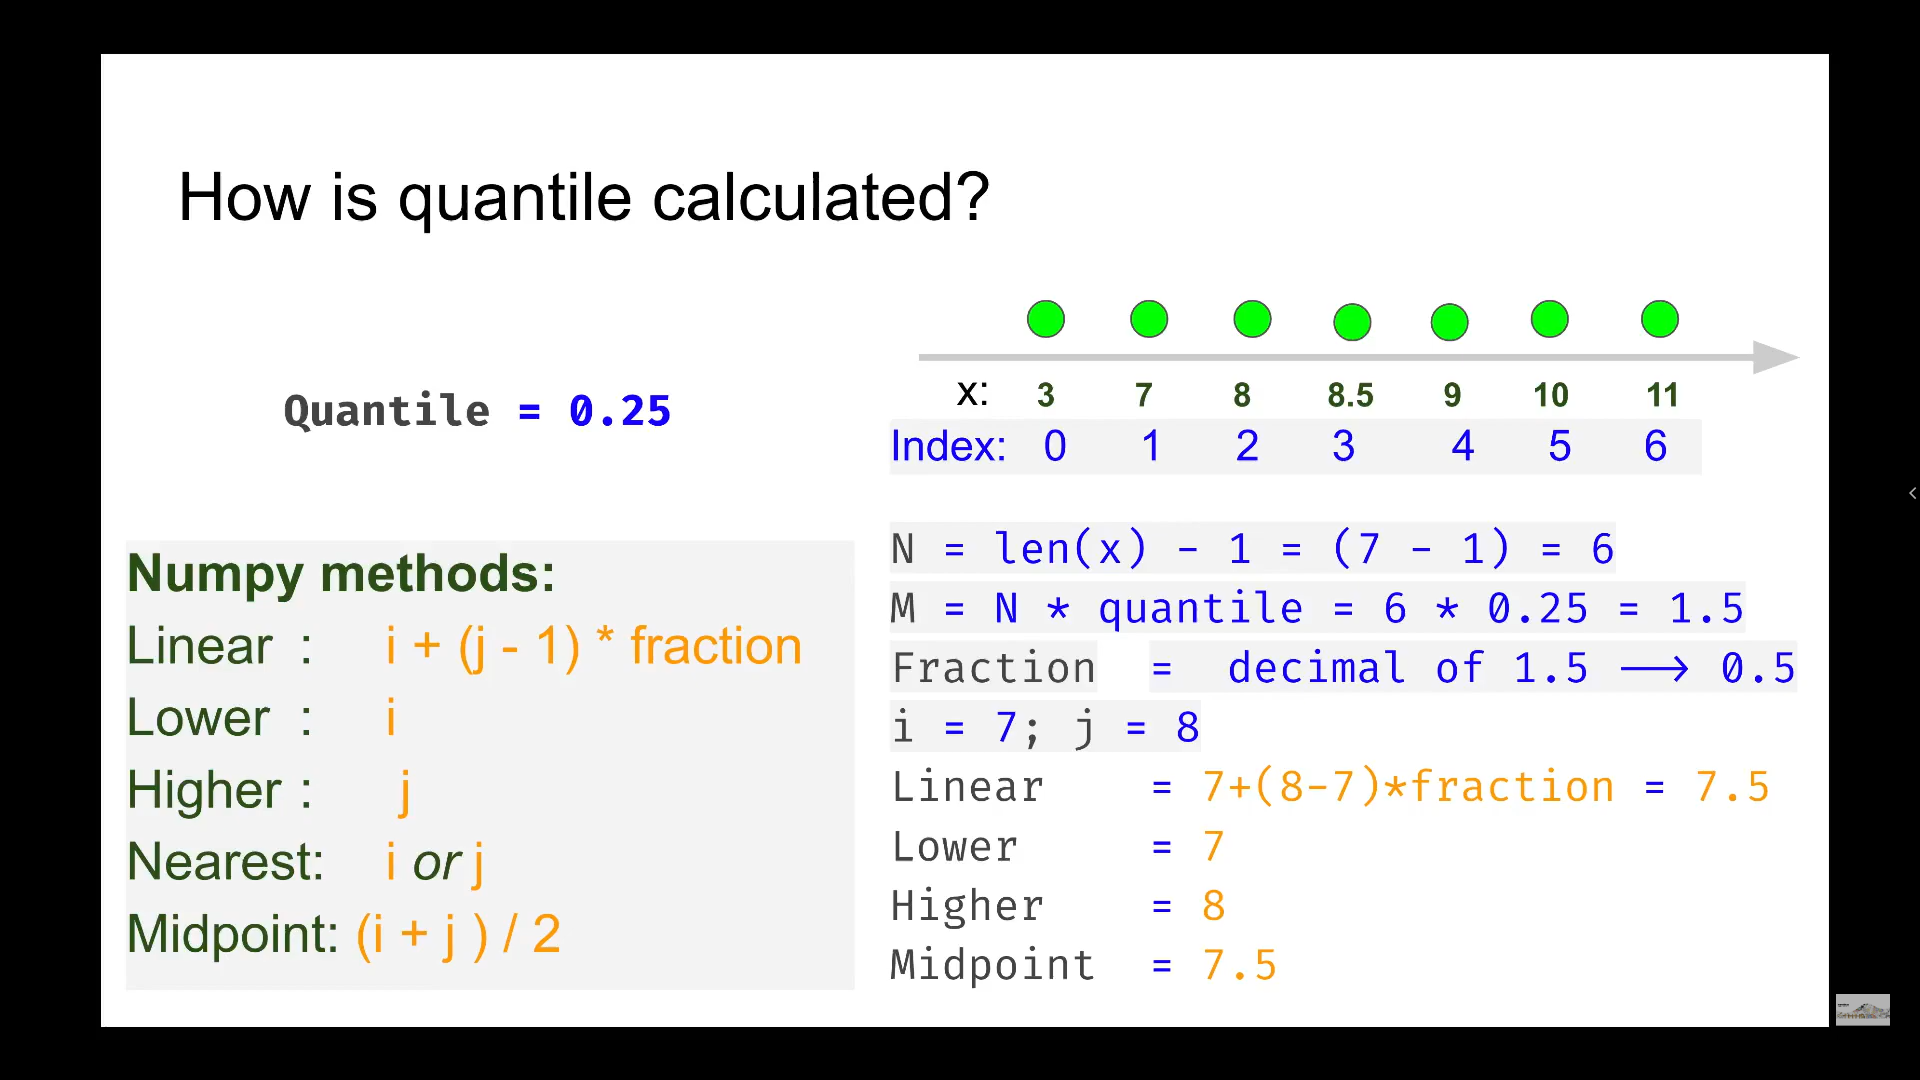 How is quantile calculated?
Quantile = 0.25
x: 3 7 8 8.5 9 10 11
Index: 0 1 2 3 4 5 6
Numpy methods:
Linear : i + (j - 1) * fraction
Lower : i
Higher : j
Nearest: i or j
Midpoint: (i + j ) / 2
N = len(x) - 1 = (7 - 1) = 6
M = N * quantile = 6 * 0.25 = 1.5
Fraction = decimal of 1.5 ⟶ 0.5
i = 7; j = 8
Linear = 7+(8-7)*fraction = 7.5
Lower = 7
Higher = 8
Midpoint = 7.5